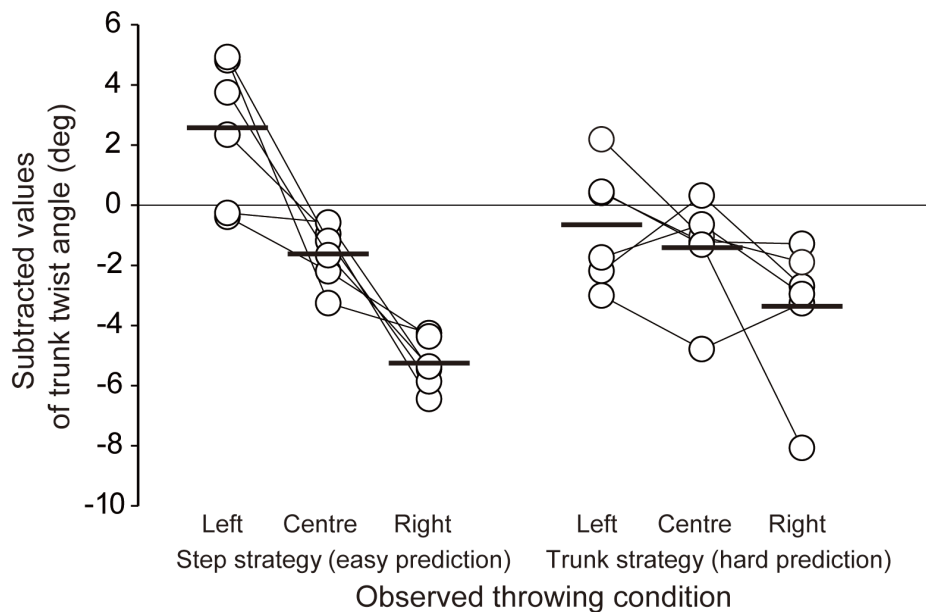 Subtracted values
of trunk twist angle (deg)
6
4
2
0
-2
-4
-6
-8
-10
Left Centre Right Left Centre Right
Step strategy (easy prediction) Trunk strategy (hard prediction)
Observed throwing condition